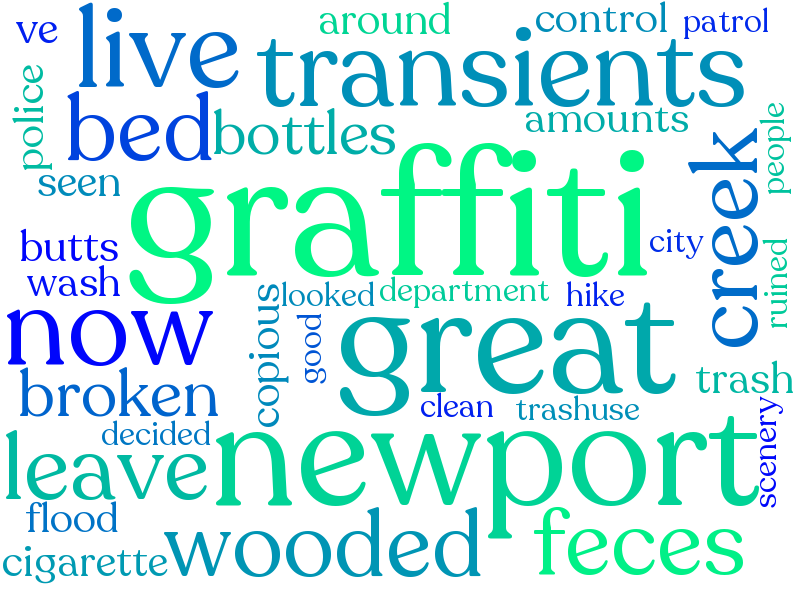 ve
live
around
control
patrol
transients
police
bed
bottles
amounts
people
seen
graffiti
creek
butts
city
wash
looked
department
hike
ruined
now
copious
good
great
broken
trash
clean
trashuse
decided
scenery
leave
newport
flood
wooded
feces
cigarette